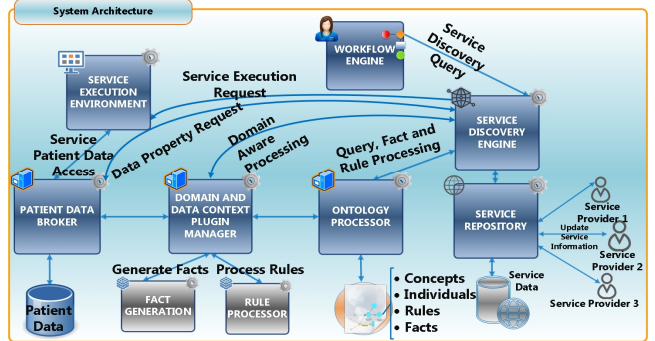 System Architecture
WORKFLOW
ENGINE
Service
Discovery
Query
SERVICE
EXECUTION
ENVIRONMENT
Service Execution
Request
SERVICE
DISCOVERY
ENGINE
Service
Patient Data
Access
Data Property Request
Domain
Aware
Processing
Query, Fact and
Rule Processing
PATIENT DATA
BROKER
DOMAIN AND
DATA CONTEXT
PLUGIN
MANAGER
ONTOLOGY
PROCESSOR
SERVICE
REPOSITORY
Service
Provider 1
Update
Service
Information
Service
Provider 2
Service Provider 3
Generate Facts
Process Rules
FACT
GENERATION
RULE
PROCESSOR
Patient
Data
• Concepts
• Individuals
• Rules
• Facts
Service
Data